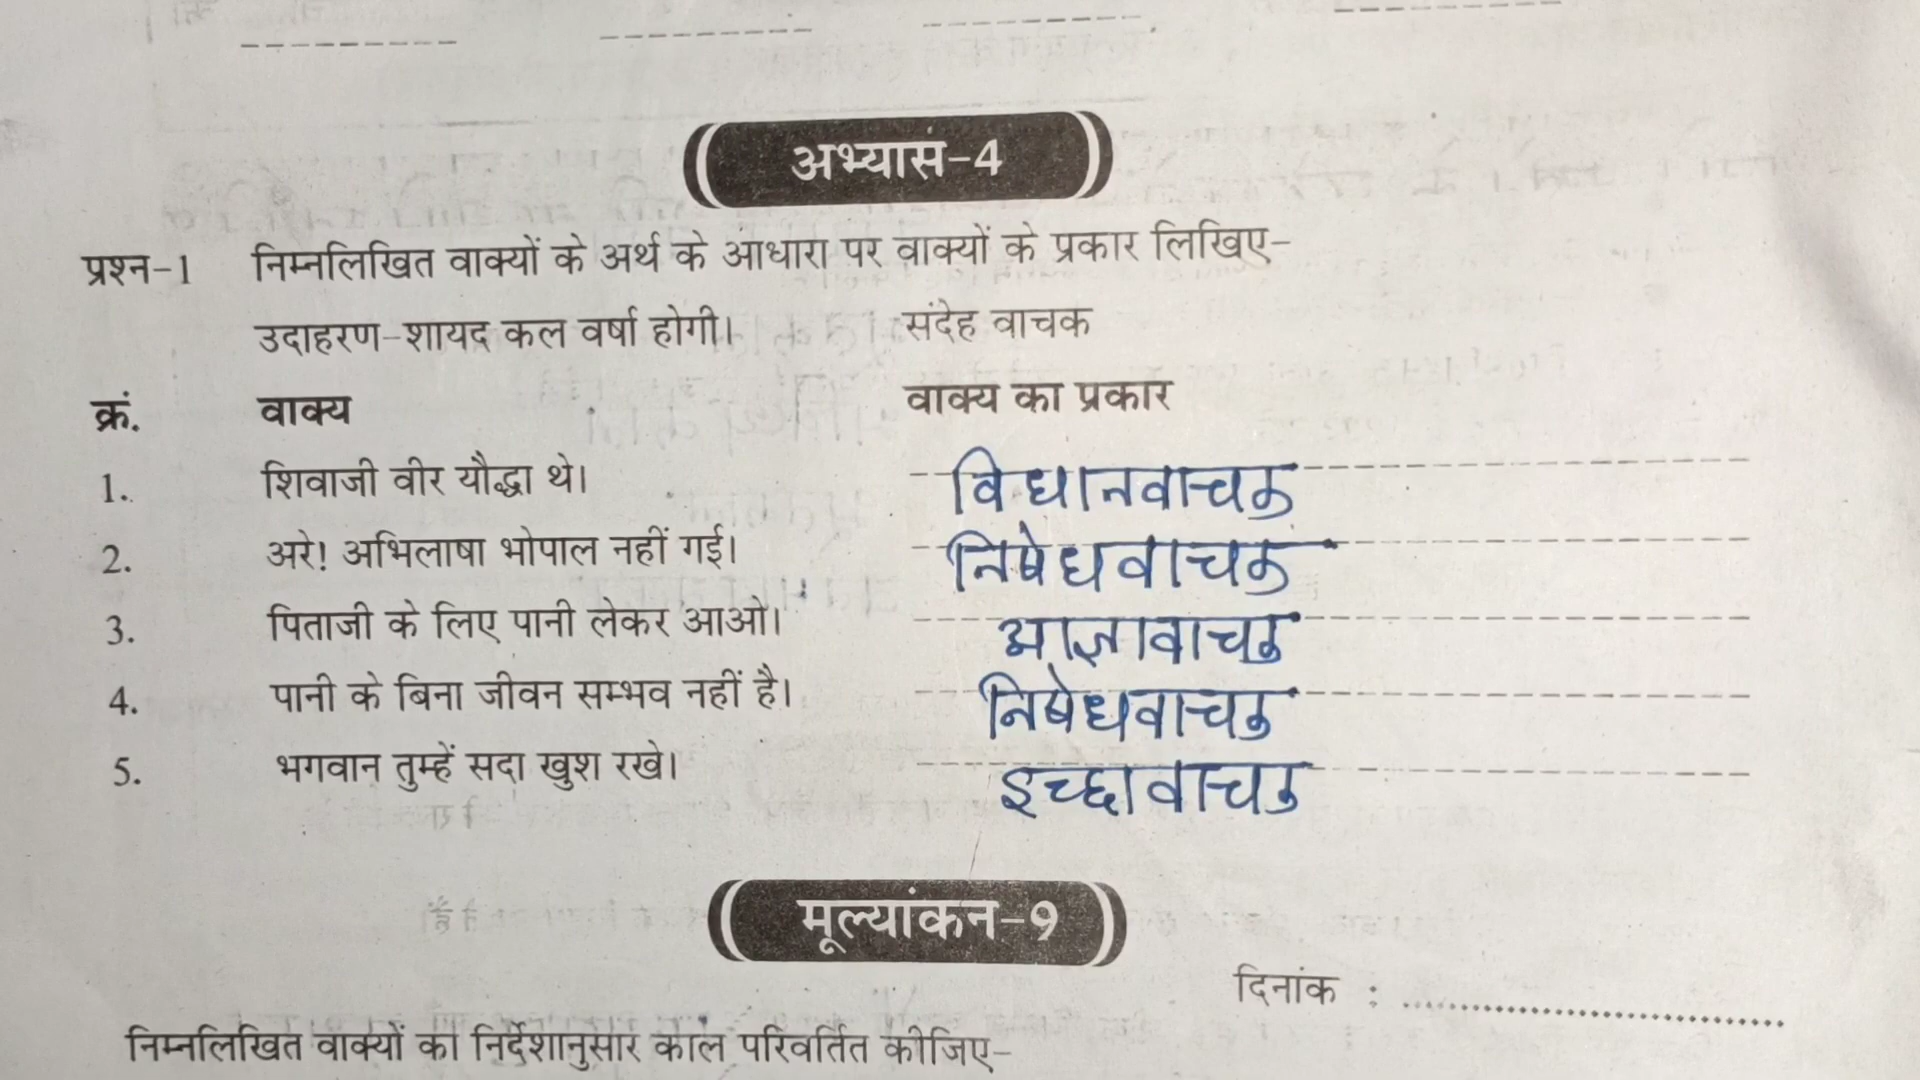 अभ्यास-4
प्रश्न-1 निम्नलिखित वाक्यों के अर्थ के आधारा पर वाक्यों के प्रकार लिखिए-
उदाहरण-शायद कल वर्षा होगी। संदेह वाचक
क्रं. वाक्य वाक्य का प्रकार
1. शिवाजी वीर यौद्धा थे। विधानवाचक
2. अरे! अभिलाषा भोपाल नहीं गई। निषेधवाचक
3. पिताजी के लिए पानी लेकर आओ। आज्ञावाचक
4. पानी के बिना जीवन सम्भव नहीं है। निषेधवाचक
5. भगवान तुम्हें सदा खुश रखे। इच्छावाचक
मूल्यांकन-9
दिनांक :
निम्नलिखित वाक्यों का निर्देशानुसार काल परिवर्तित कीजिए-